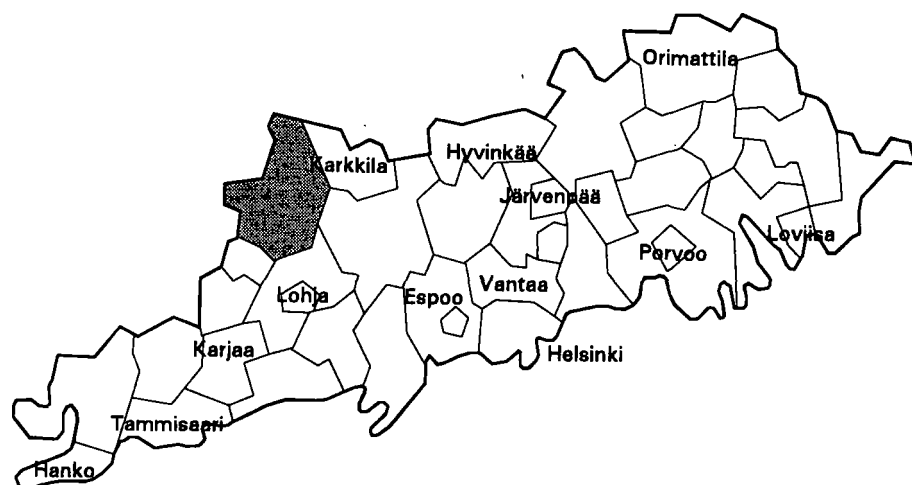 Orimattila
Karkkila
Hyvinkää
Järvenpää
Loviisa
Porvoo
Vantaa
Lohja
Espoo
Karjaa
Helsinki
Tammisaari
Hanko